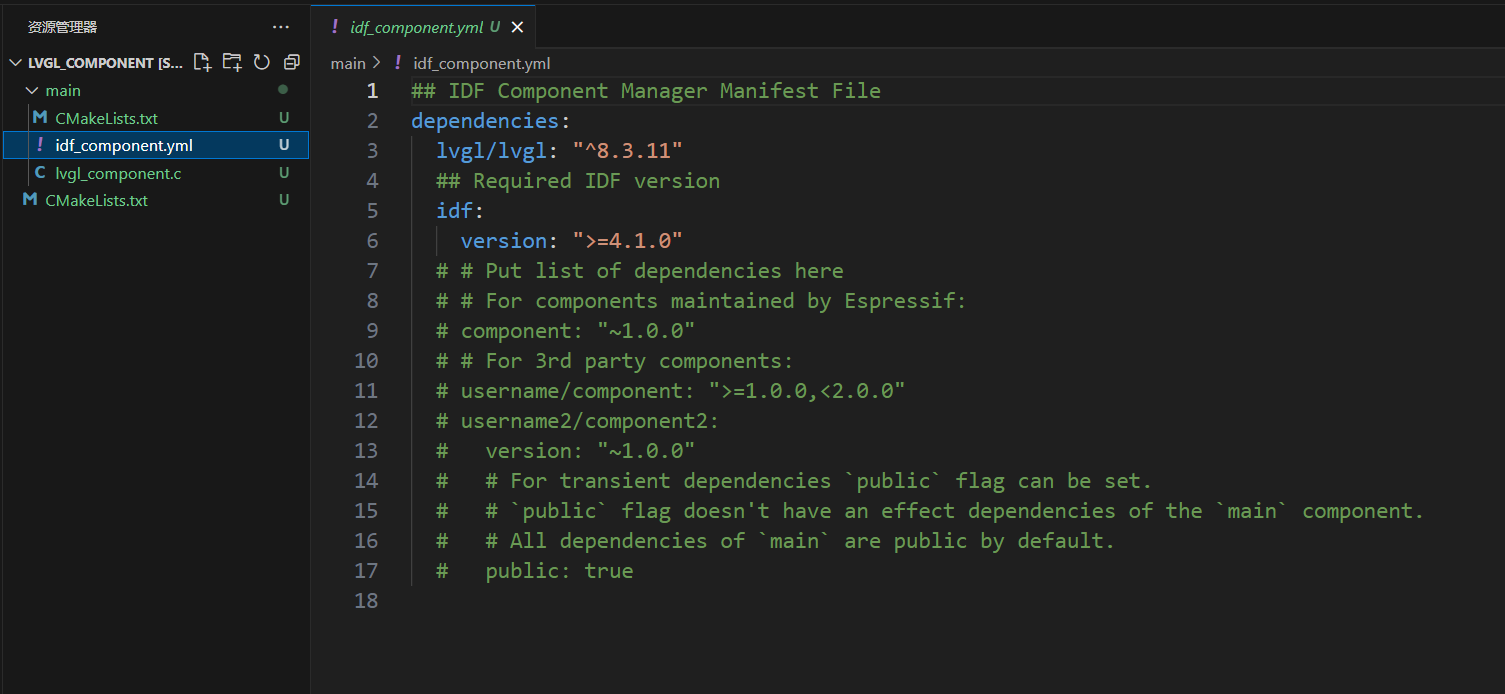 资源管理器
···
LVGL_COMPONENT [S...
main
M CMakeLists.txt U
! idf_component.yml U
C lvgl_component.c U
M CMakeLists.txt U
! idf_component.yml U ×
main > ! idf_component.yml
1 ## IDF Component Manager Manifest File
2 dependencies:
3   lvgl/lvgl: "^8.3.11"
4   ## Required IDF version
5   idf:
6     version: ">=4.1.0"
7   # # Put list of dependencies here
8   # # For components maintained by Espressif:
9   # component: "~1.0.0"
10   # # For 3rd party components:
11   # username/component: ">=1.0.0,<2.0.0"
12   # username2/component2:
13   #   version: "~1.0.0"
14   #   # For transient dependencies `public` flag can be set.
15   #   # `public` flag doesn't have an effect dependencies of the `main` component.
16   #   # All dependencies of `main` are public by default.
17   #   public: true
18